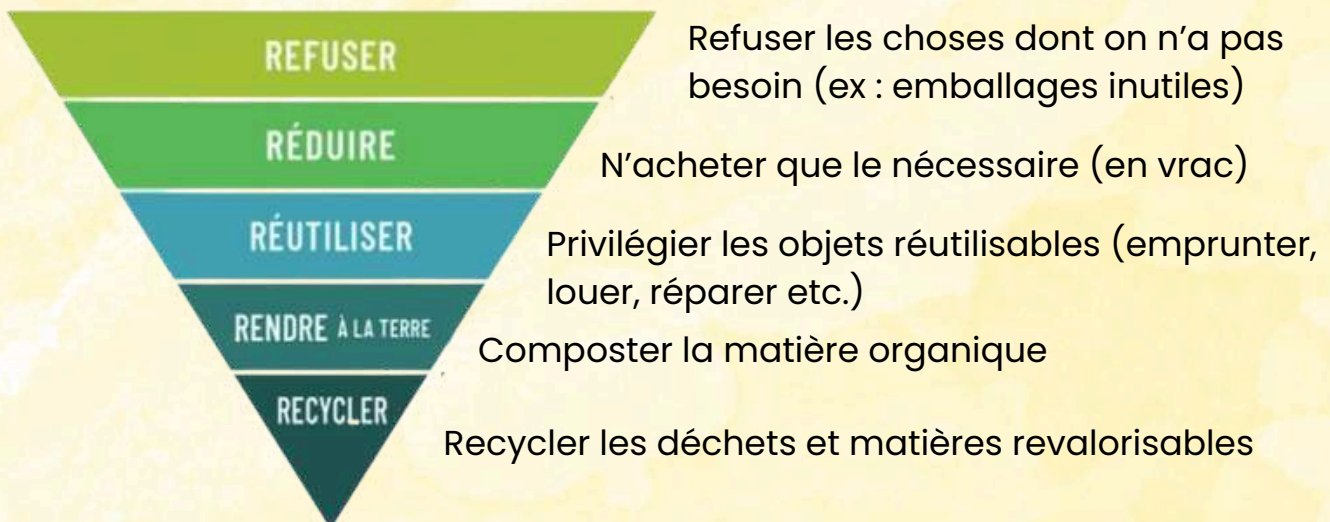 REFUSER
Refuser les choses dont on n’a pas
besoin (ex : emballages inutiles)
RÉDUIRE
N’acheter que le nécessaire (en vrac)
RÉUTILISER
Privilégier les objets réutilisables (emprunter,
louer, réparer etc.)
RENDRE À LA TERRE
Composter la matière organique
RECYCLER
Recycler les déchets et matières revalorisables